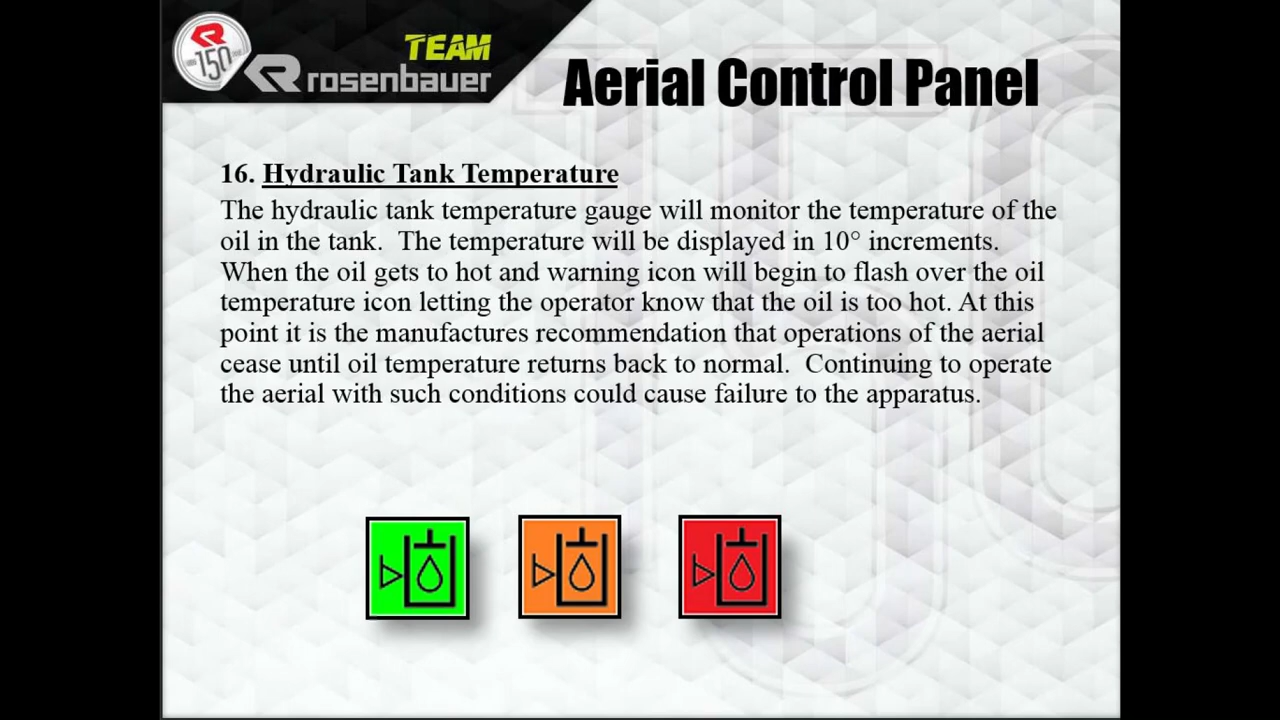 150
TEAM
rosenbauer
Aerial Control Panel
16. Hydraulic Tank Temperature
The hydraulic tank temperature gauge will monitor the temperature of the
oil in the tank.  The temperature will be displayed in 10° increments.
When the oil gets to hot and warning icon will begin to flash over the oil
temperature icon letting the operator know that the oil is too hot. At this
point it is the manufactures recommendation that operations of the aerial
cease until oil temperature returns back to normal.  Continuing to operate
the aerial with such conditions could cause failure to the apparatus.